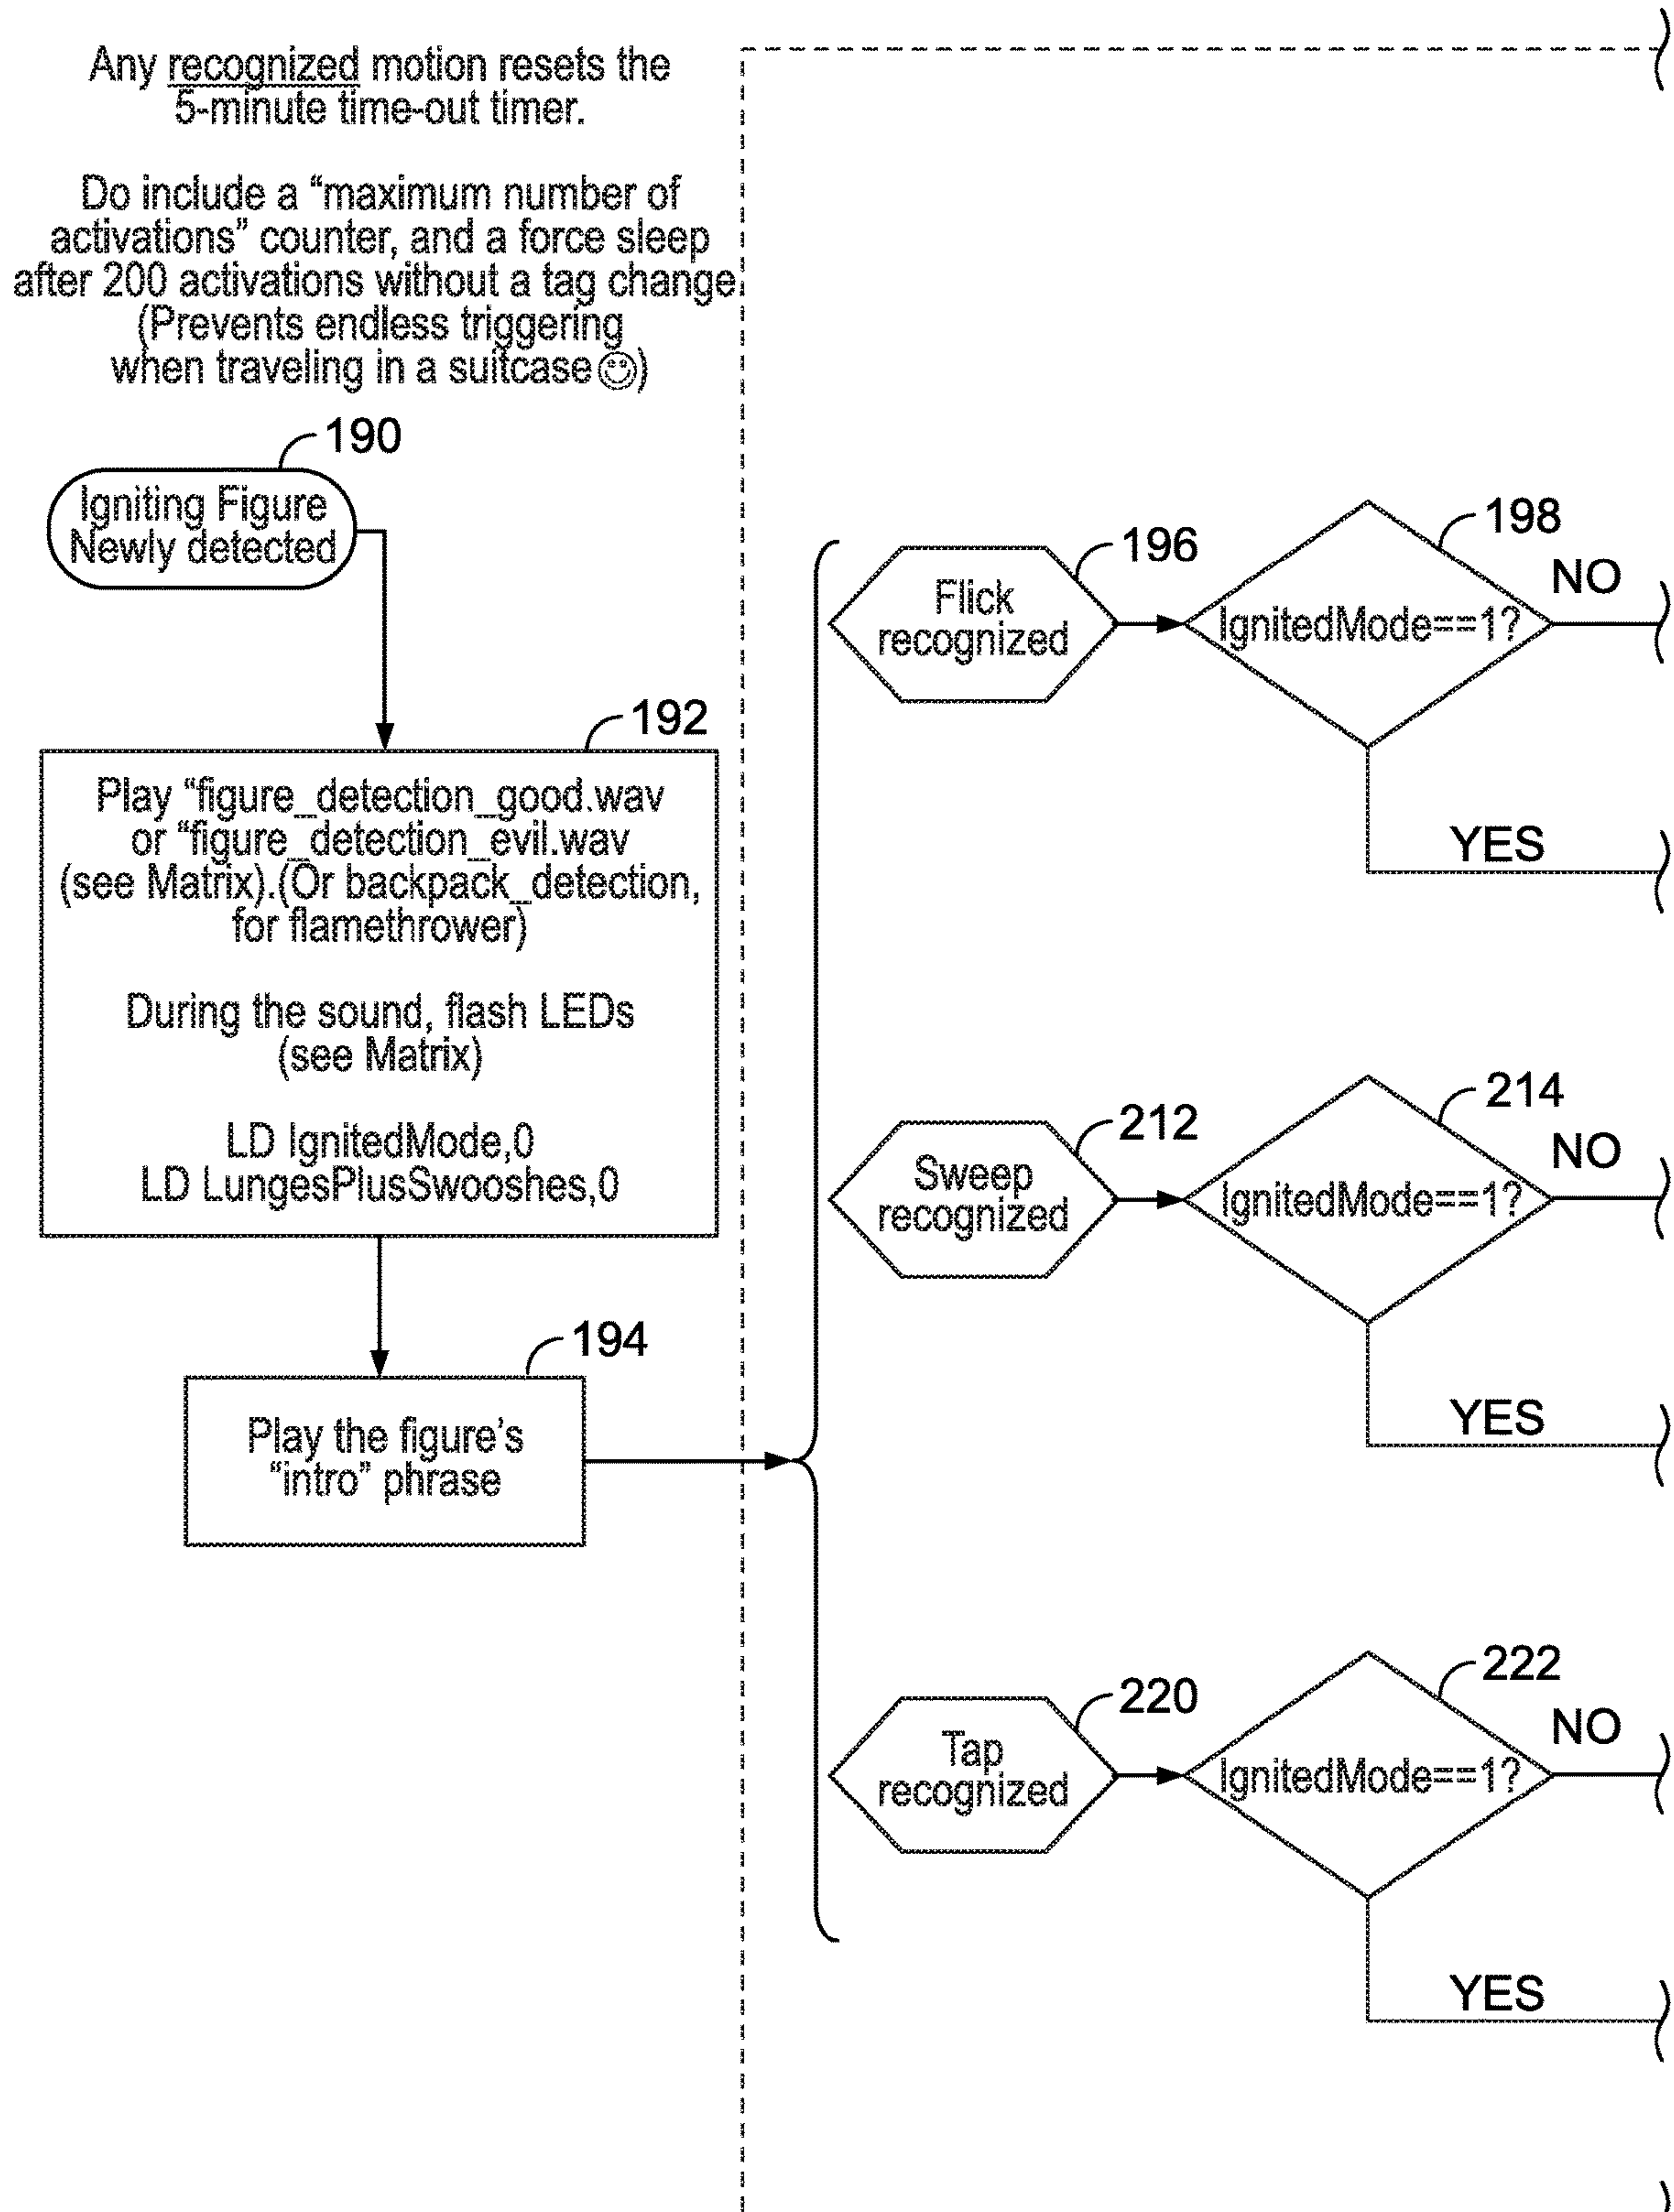 Any recognized motion resets the
5-minute time-out timer.
Do include a “maximum number of
activations” counter, and a force sleep
after 200 activations without a tag change
(Prevents endless triggering
when traveling in a suitcase☺)
190
Igniting Figure
Newly detected
192
Play “figure_detection_good.wav
or “figure_detection_evil.wav
(see Matrix).(Or backpack_detection,
for flamethrower)
During the sound, flash LEDs
(see Matrix)
LD IgnitedMode,0
LD LungesPlusSwooshes,0
194
Play the figure’s
“intro” phrase
196
Flick
recognized
198
IgnitedMode==1?
NO
YES
212
Sweep
recognized
214
IgnitedMode==1?
NO
YES
220
Tap
recognized
222
IgnitedMode==1?
NO
YES